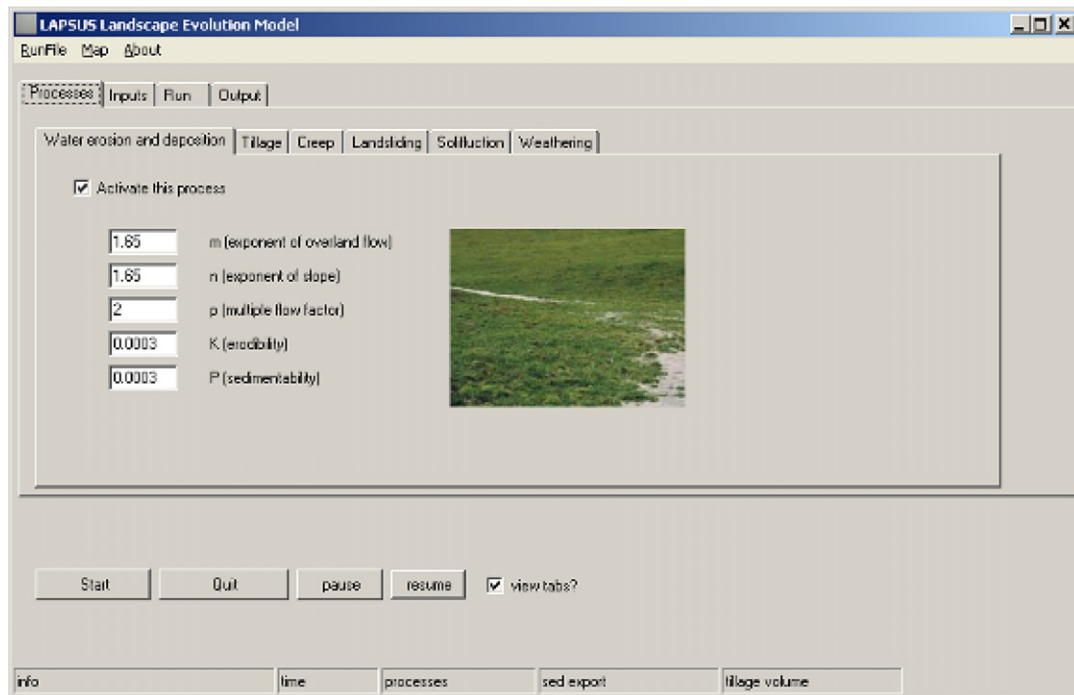 LAPSUS Landscape Evolution Model
RunFile Map About
Processes Inputs Run Output
Water erosion and deposition Tillage Creep Landsliding Solifluction Weathering
Activate this process
1.65 m (exponent of overland flow)
1.65 n (exponent of slope)
2 p (multiple flow factor)
0.0003 K (erodibility)
0.0003 P (sedimentability)
Start Quit pause resume view tabs?
info time processes sed export tillage volume